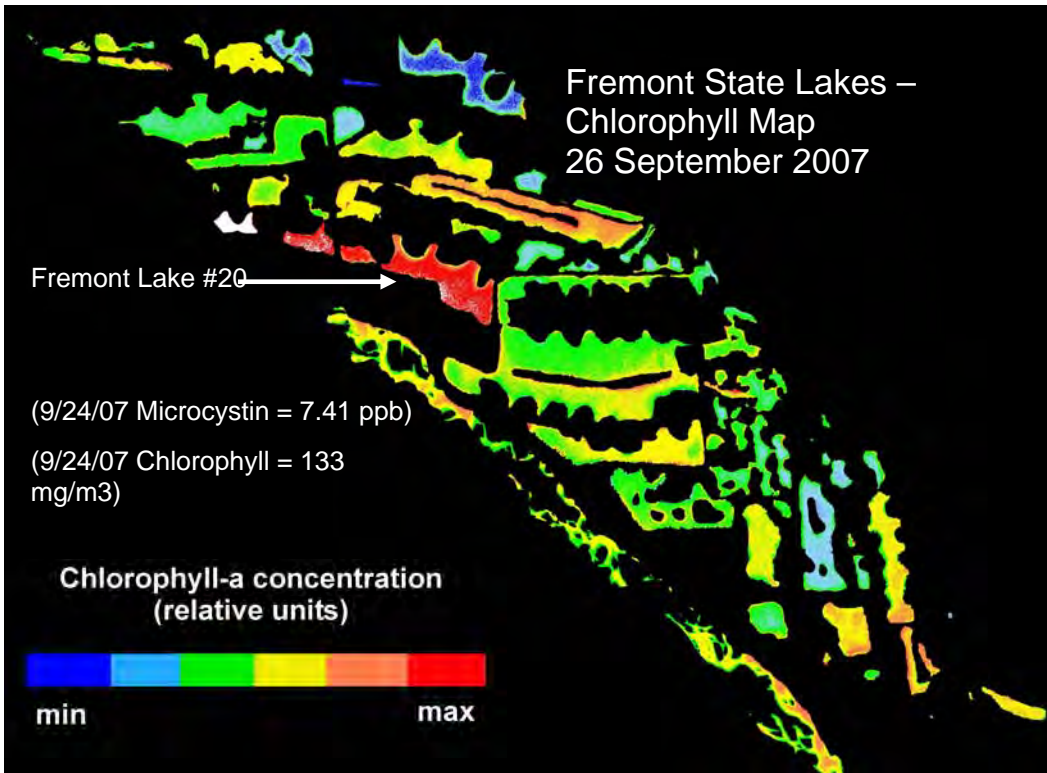 Fremont State Lakes –
Chlorophyll Map
26 September 2007
Fremont Lake #20
(9/24/07 Microcystin = 7.41 ppb)
(9/24/07 Chlorophyll = 133
mg/m3)
Chlorophyll-a concentration
(relative units)
min max